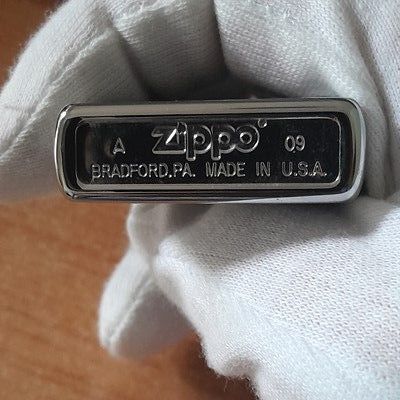 A Zippo® 09
BRADFORD,PA. MADE IN U.S.A.